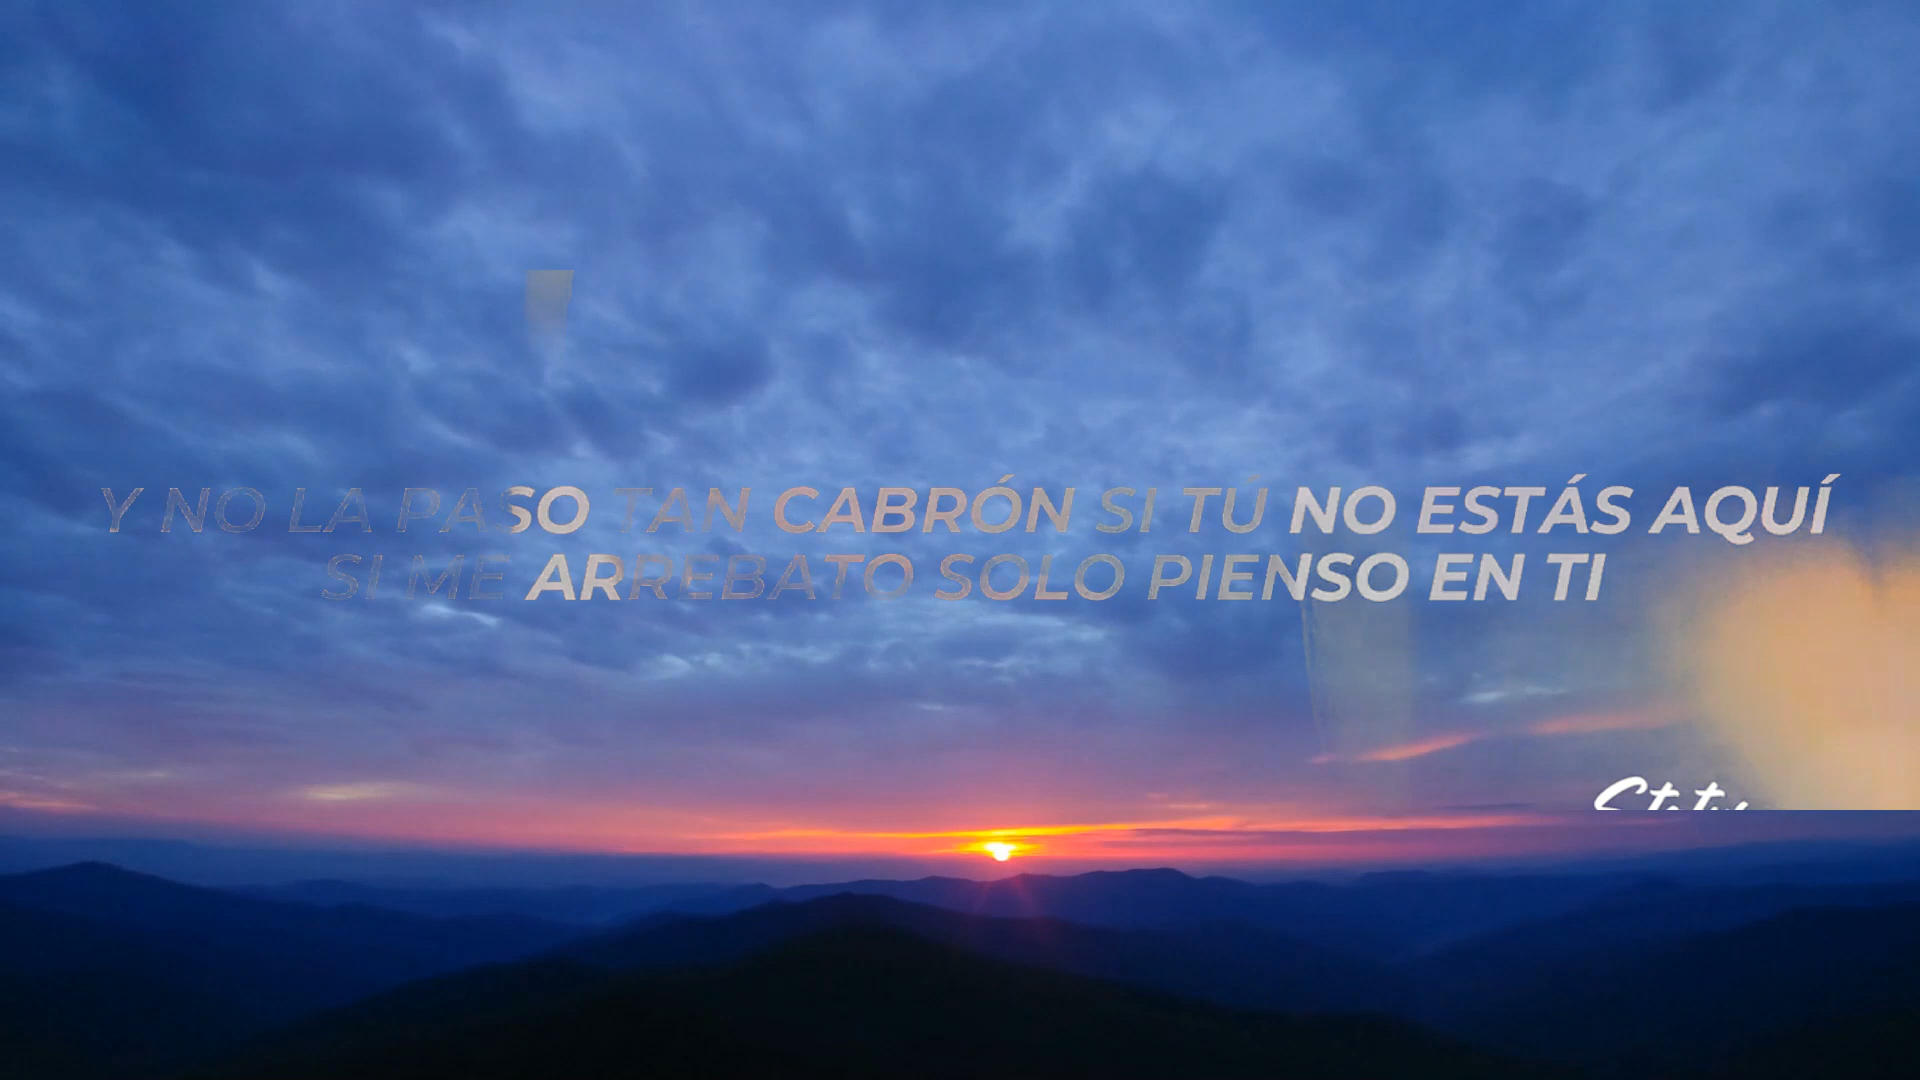 Y NO LA PASO TAN CABRÓN SI TÚ NO ESTÁS AQUÍ
SI ME ARREBATO SOLO PIENSO EN TI